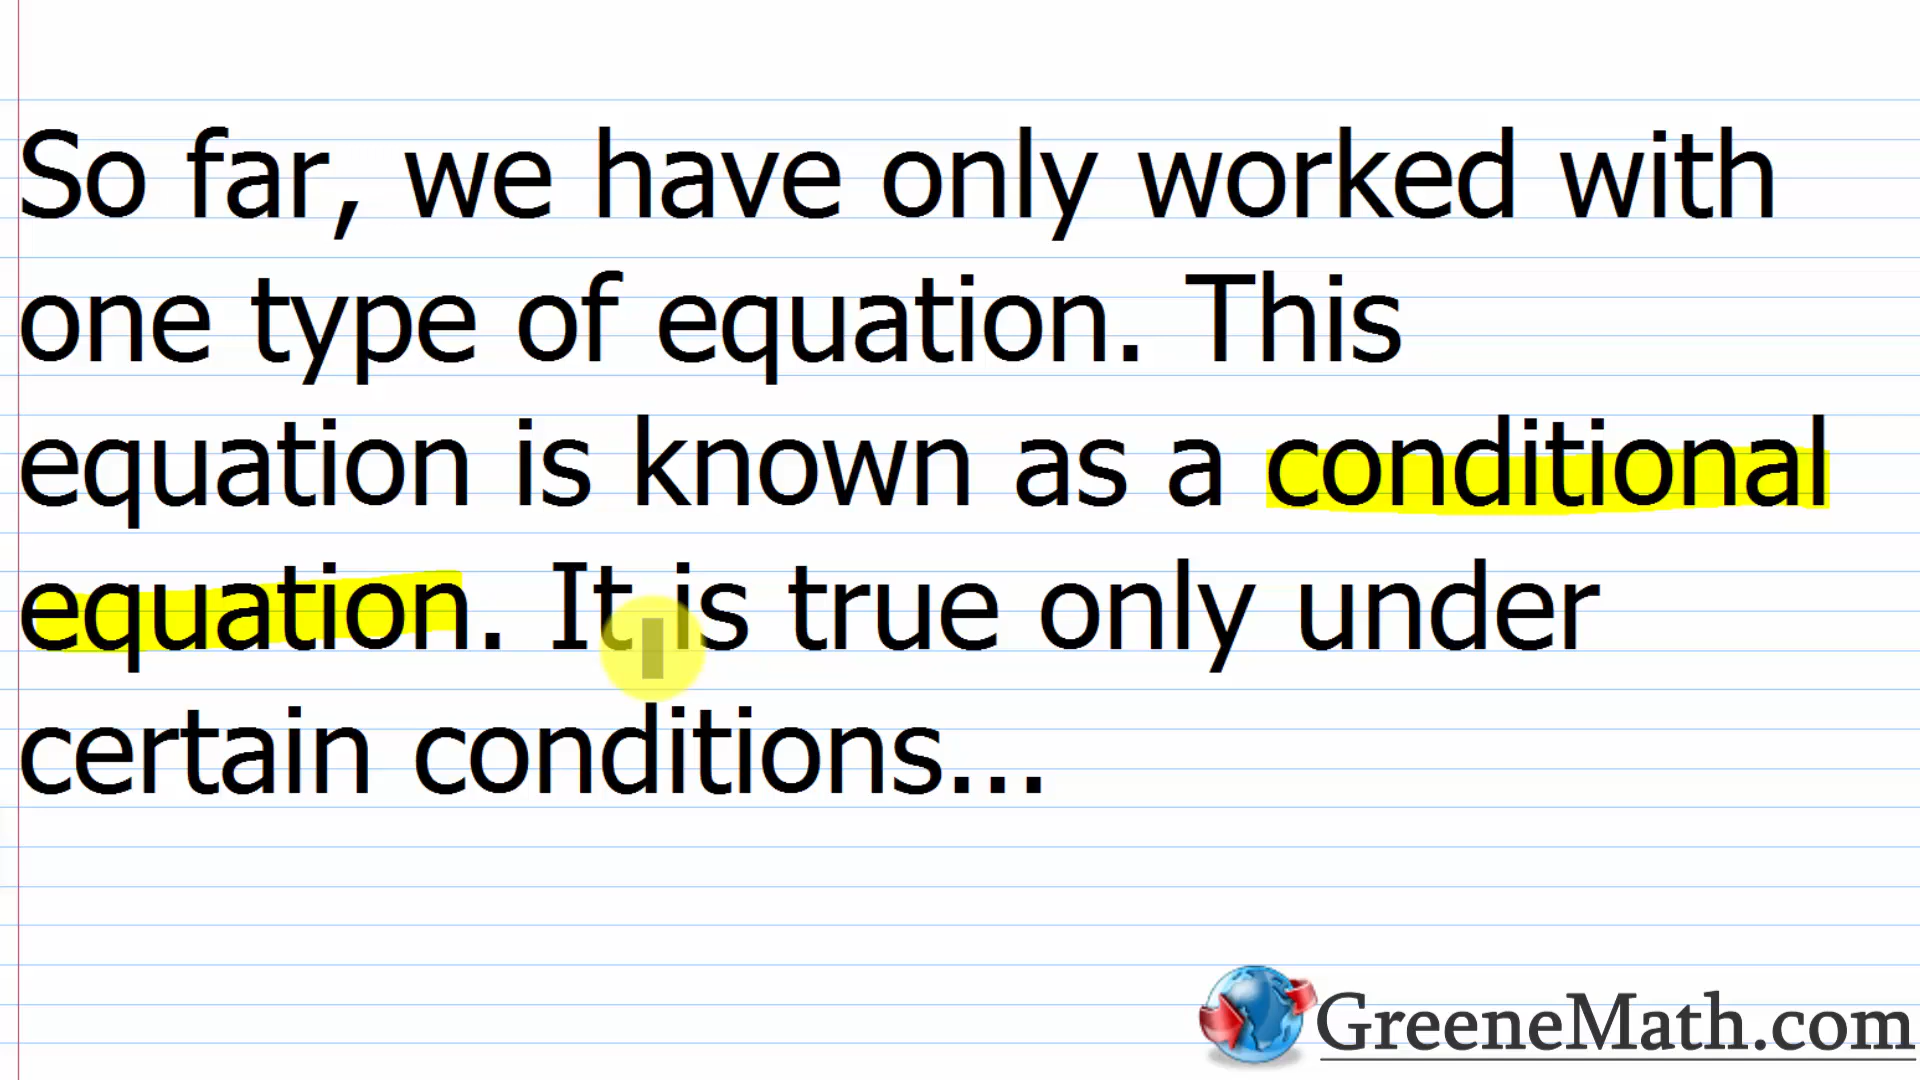 So far, we have only worked with
one type of equation. This
equation is known as a conditional
equation. It is true only under
certain conditions...
GreeneMath.com